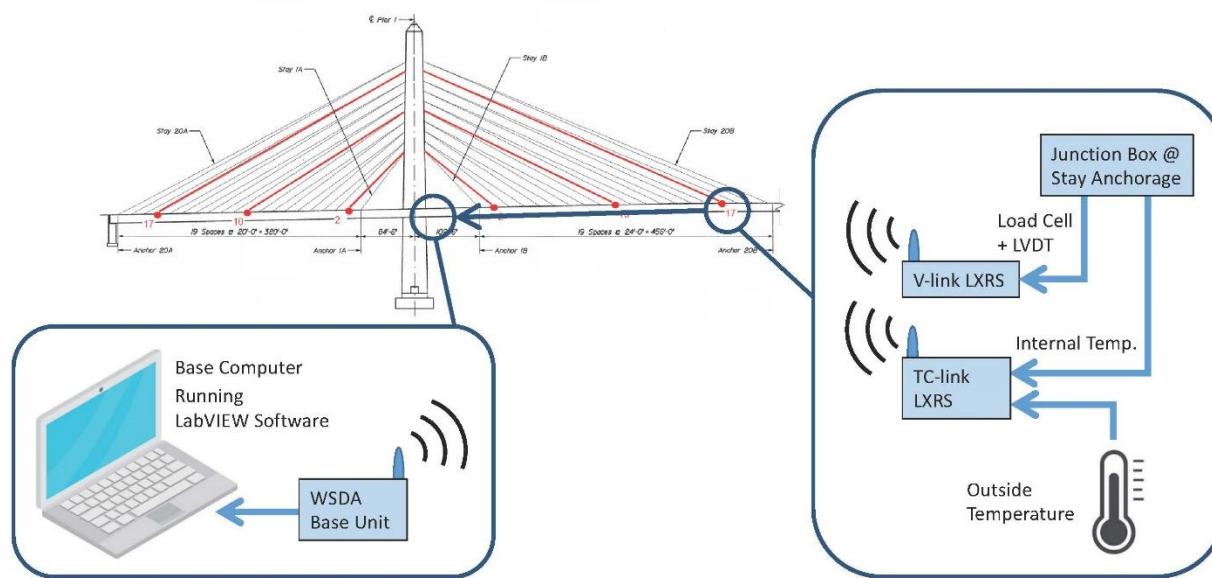 ℄ Pier 1
Stay 1A
Stay 1B
Stay 20A
Stay 20B
17
10
2
17
19 Spaces @ 20'-0" = 380'-0"
64'-6"
19 Spaces @ 24'-0" = 456'-0"
Anchor 20A
Anchor 1A
Anchor 1B
Anchor 20B
Junction Box @
Stay Anchorage
Load Cell
+ LVDT
V-link LXRS
Internal Temp.
TC-link
LXRS
Outside
Temperature
Base Computer
Running
LabVIEW Software
WSDA
Base Unit